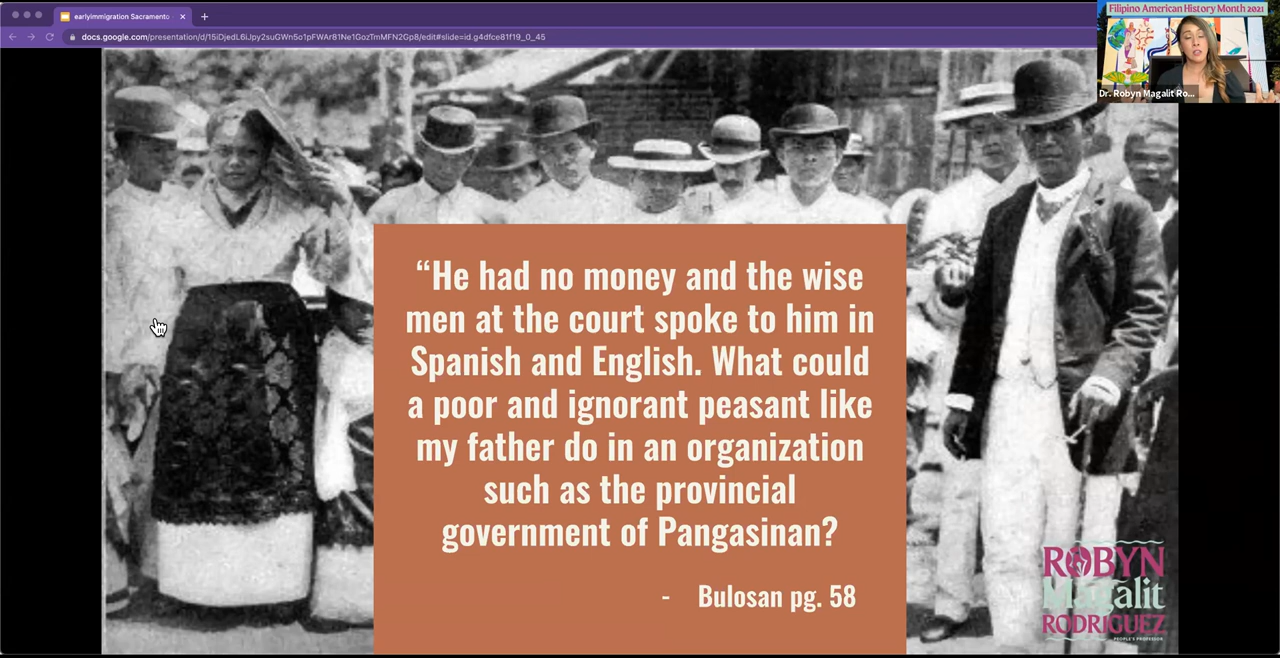 earlyimmigration Sacramento
docs.google.com/presentation/d/15iDjedL6iJpy2suGWn5o1pFWAr81Ne1GozTmMFN2Gp8/edit#slide=id.g4dfce81f19_0_45
Filipino American History Month 2021
Dr. Robyn Magalit Ro...
“He had no money and the wise
men at the court spoke to him in
Spanish and English. What could
a poor and ignorant peasant like
my father do in an organization
such as the provincial
government of Pangasinan?
- Bulosan pg. 58
ROBYN
Magalit
RODRIGUEZ
PEOPLE'S PROFESSOR